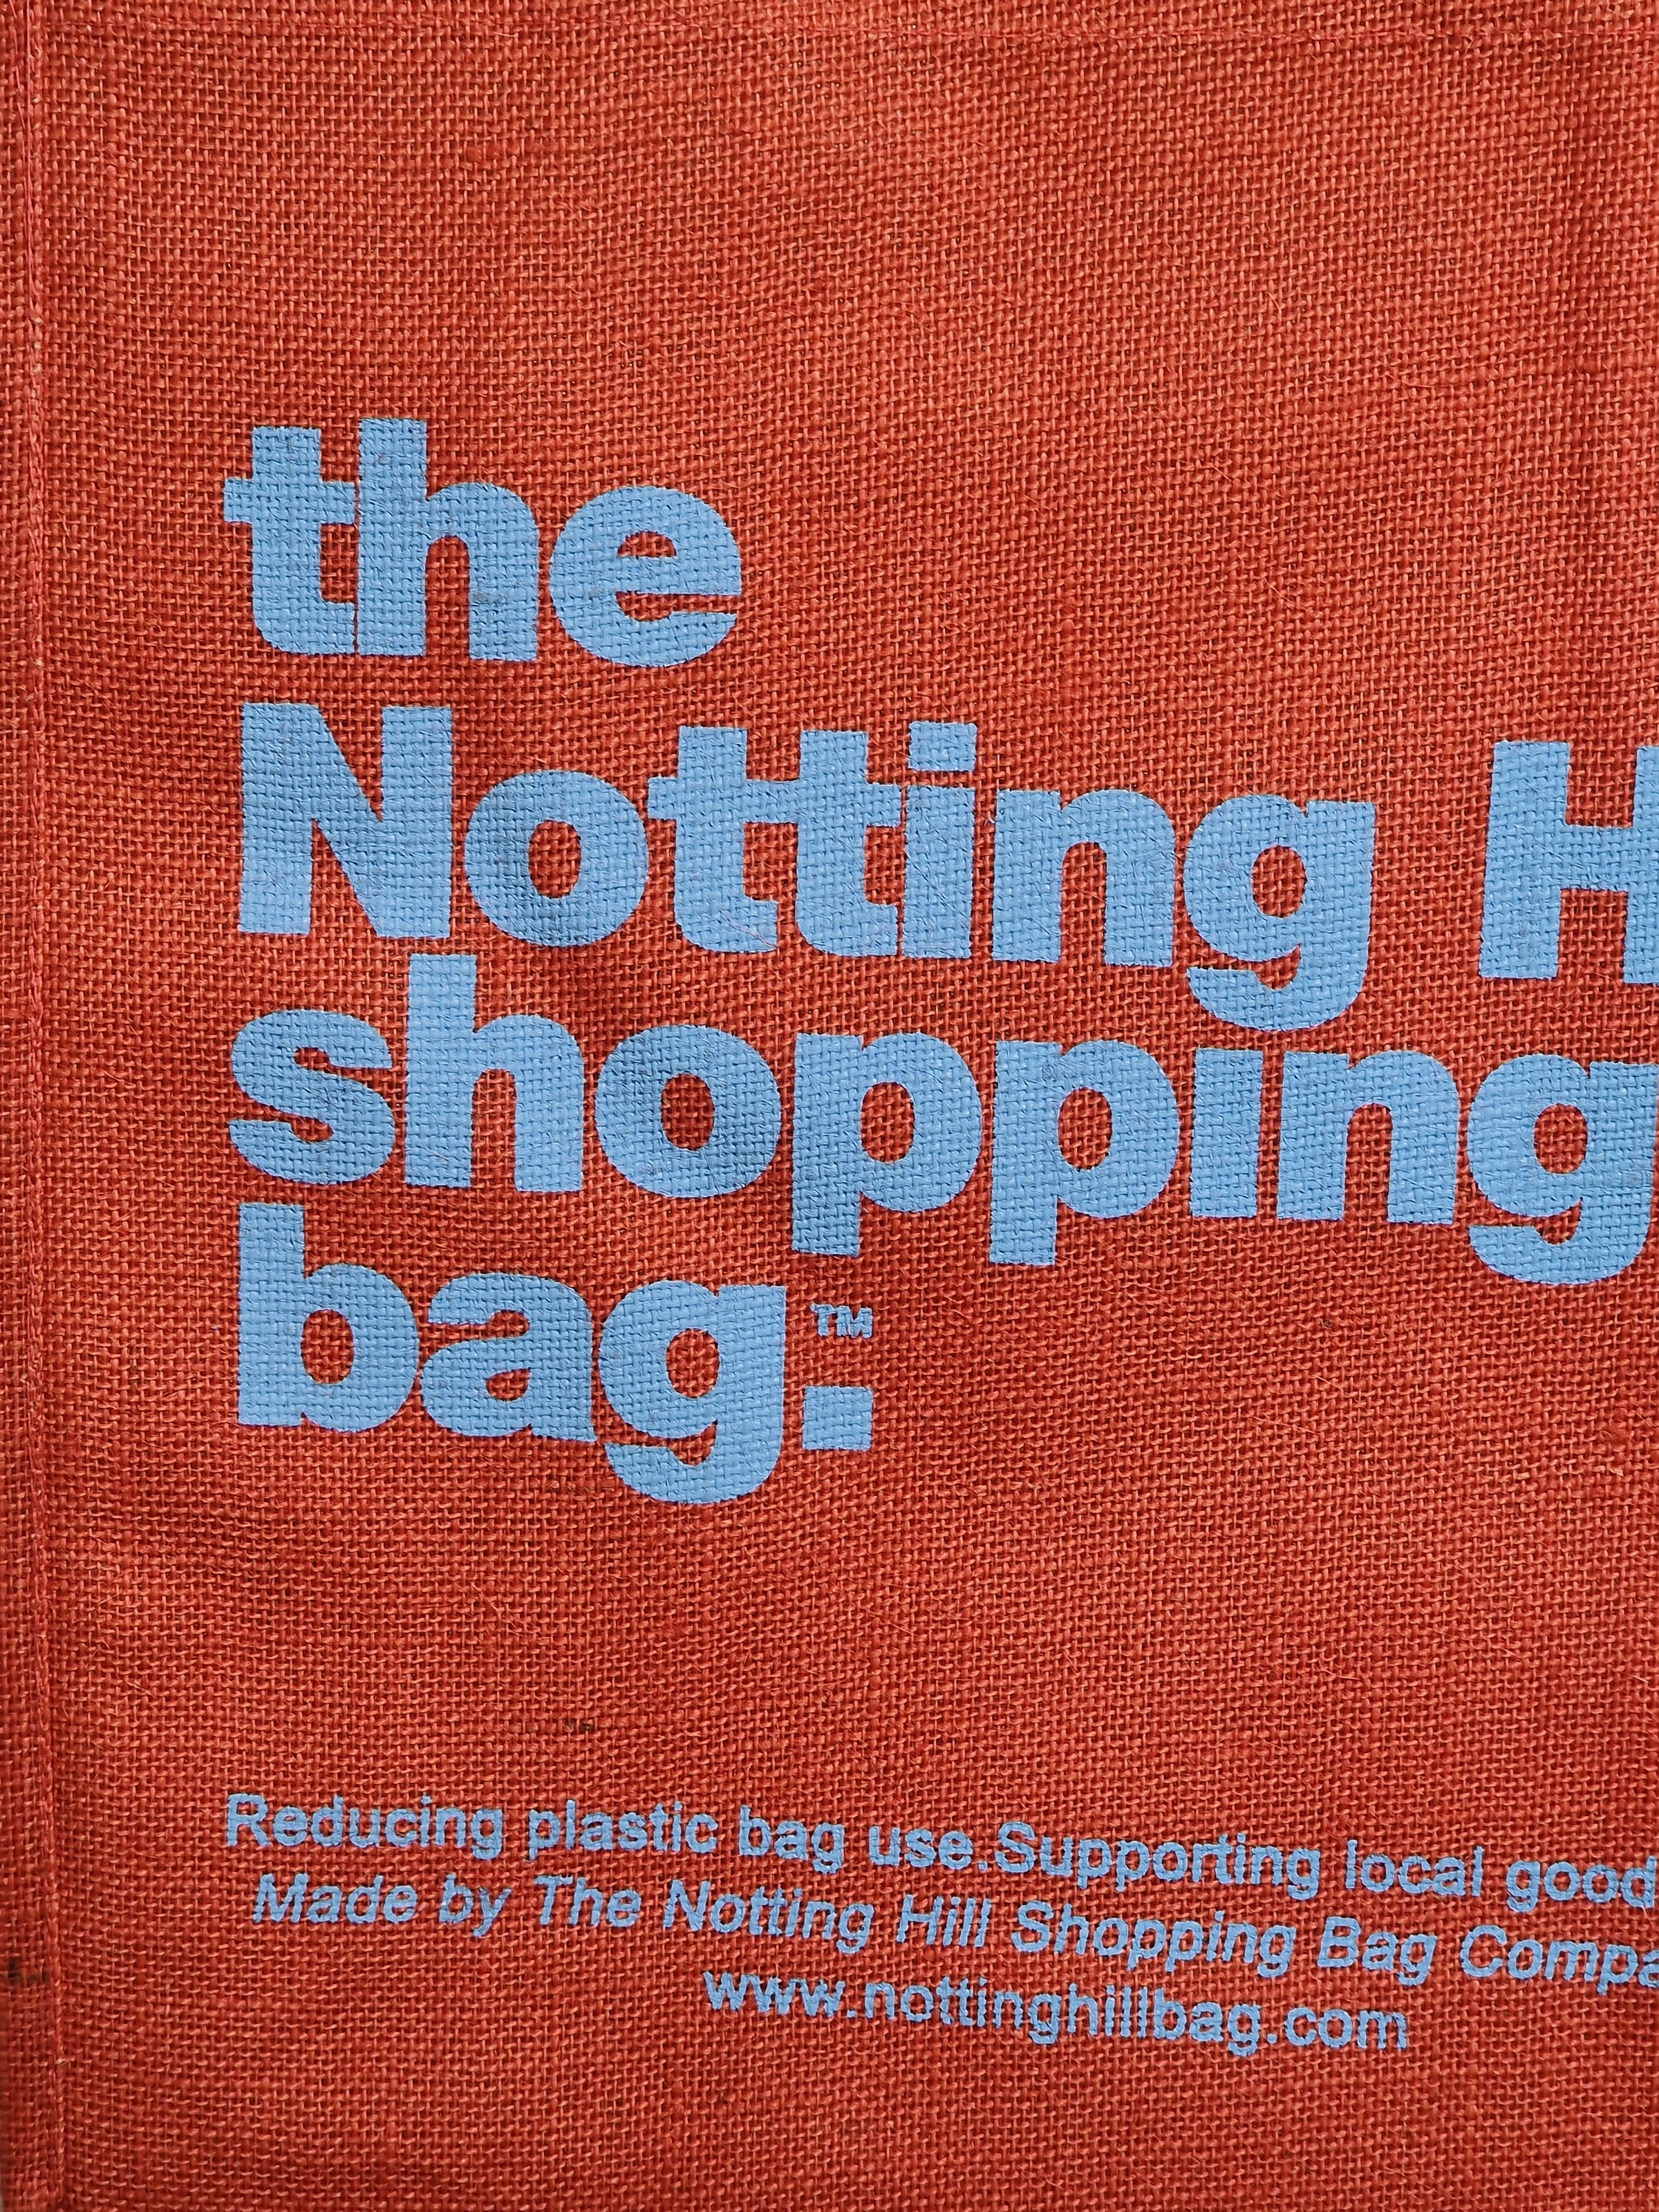 the
Notting H
shopping
bag.™
Reducing plastic bag use.Supporting local good
Made by The Notting Hill Shopping Bag Compa
www.nottinghillbag.com